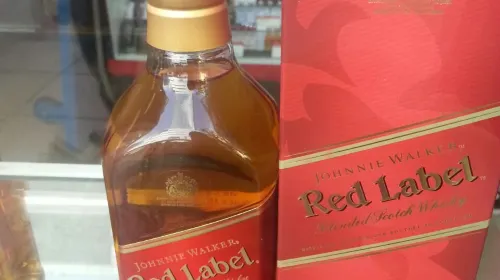 JOHNNIE WALKER
Red Label
Blended Scotch Whisky
JOHNNIE WALKER.
Red Label.